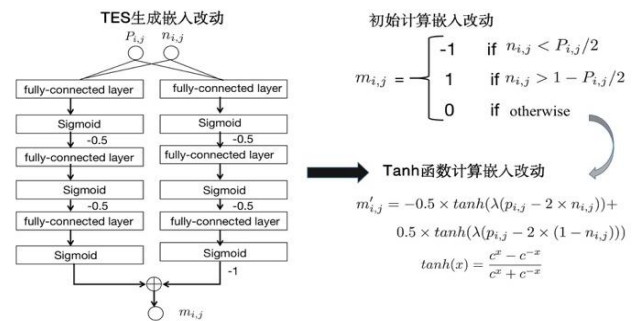 TES生成嵌入改动
P_{i,j} n_{i,j}
fully-connected layer
fully-connected layer
Sigmoid
Sigmoid
-0.5
-0.5
fully-connected layer
fully-connected layer
Sigmoid
Sigmoid
-0.5
-0.5
fully-connected layer
fully-connected layer
Sigmoid
Sigmoid
-1
m_{i,j}
初始计算嵌入改动
m_{i,j} =
-1 if n_{i,j} < P_{i,j}/2
1 if n_{i,j} > 1 − P_{i,j}/2
0 if otherwise
Tanh函数计算嵌入改动
m'_{i,j} = −0.5 × tanh(λ(p_{i,j} − 2 × n_{i,j}))+
0.5 × tanh(λ(p_{i,j} − 2 × (1 − n_{i,j})))
tanh(x) = (c^x − c^{−x})/(c^x + c^{−x})